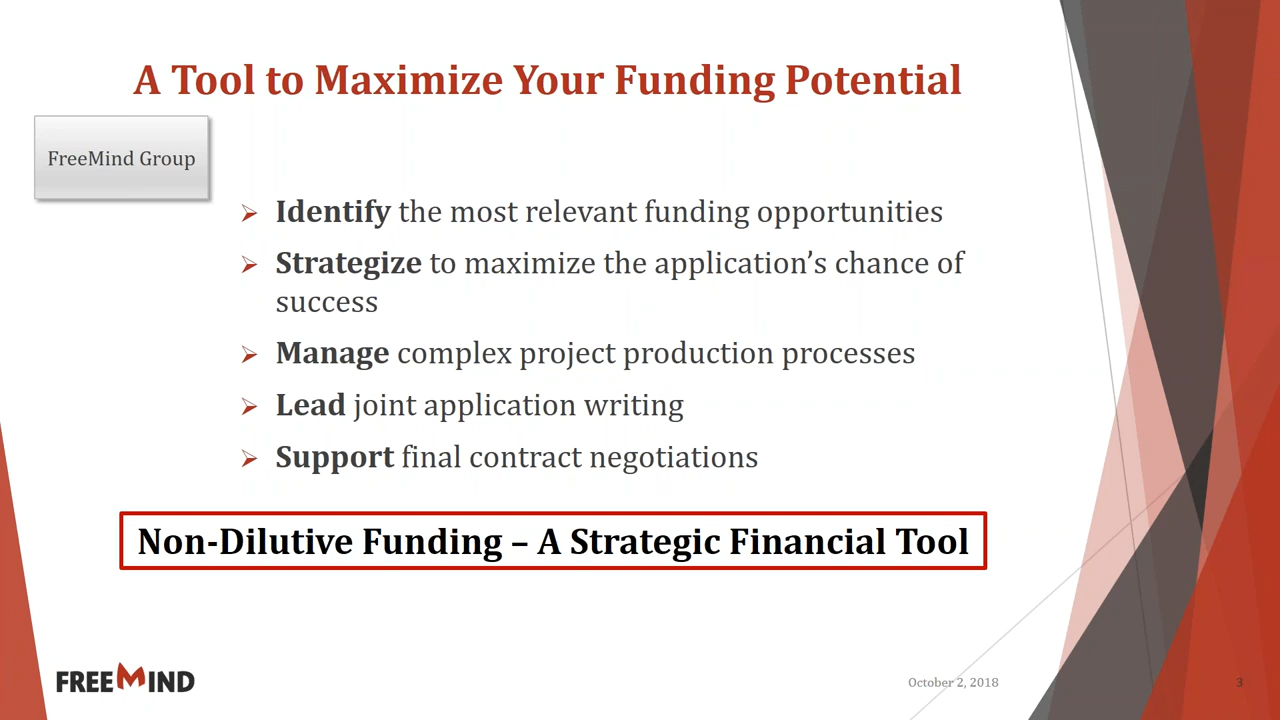 A Tool to Maximize Your Funding Potential
FreeMind Group
Identify the most relevant funding opportunities
Strategize to maximize the application’s chance of
success
Manage complex project production processes
Lead joint application writing
Support final contract negotiations
Non-Dilutive Funding – A Strategic Financial Tool
FREEMIND
October 2, 2018
3